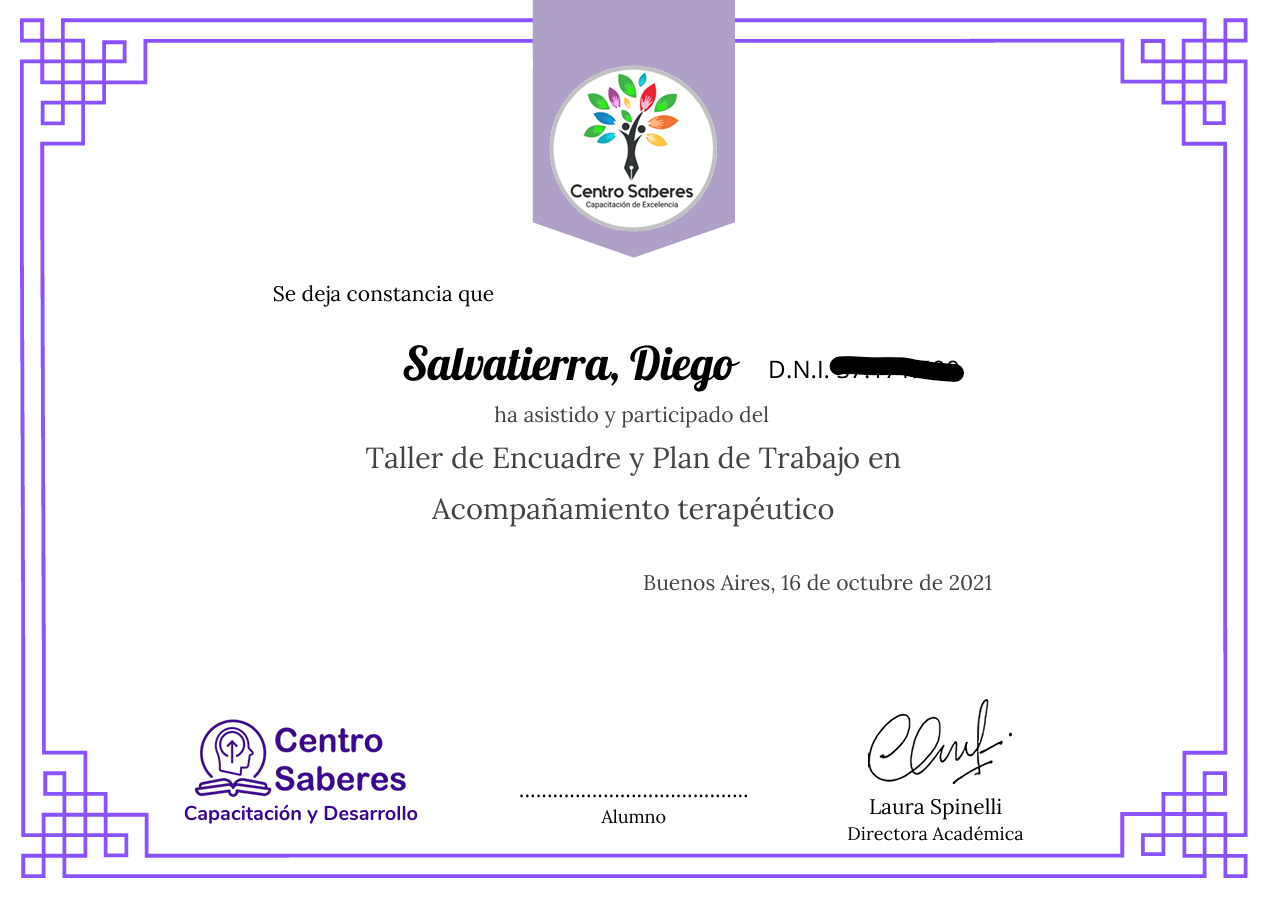 Centro Saberes
Capacitación de Excelencia
Se deja constancia que
Salvatierra, Diego D.N.I.
ha asistido y participado del
Taller de Encuadre y Plan de Trabajo en
Acompañamiento terapéutico
Buenos Aires, 16 de octubre de 2021
Centro
Saberes
Capacitación y Desarrollo
Alumno
Laura Spinelli
Directora Académica